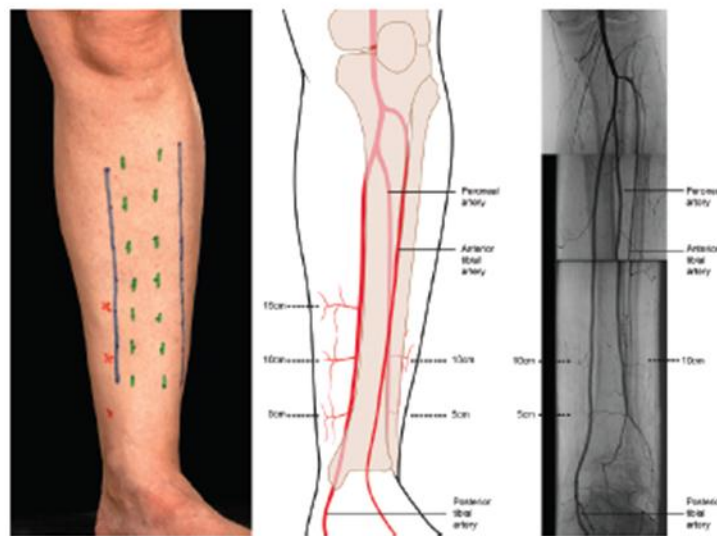 Peroneal
artery
Anterior
tibial
artery
15cm
10cm
10cm
5cm
5cm
Posterior
tibial
artery
Peroneal
artery
Anterior
tibial
artery
10cm
10cm
5cm
Posterior
tibial
artery